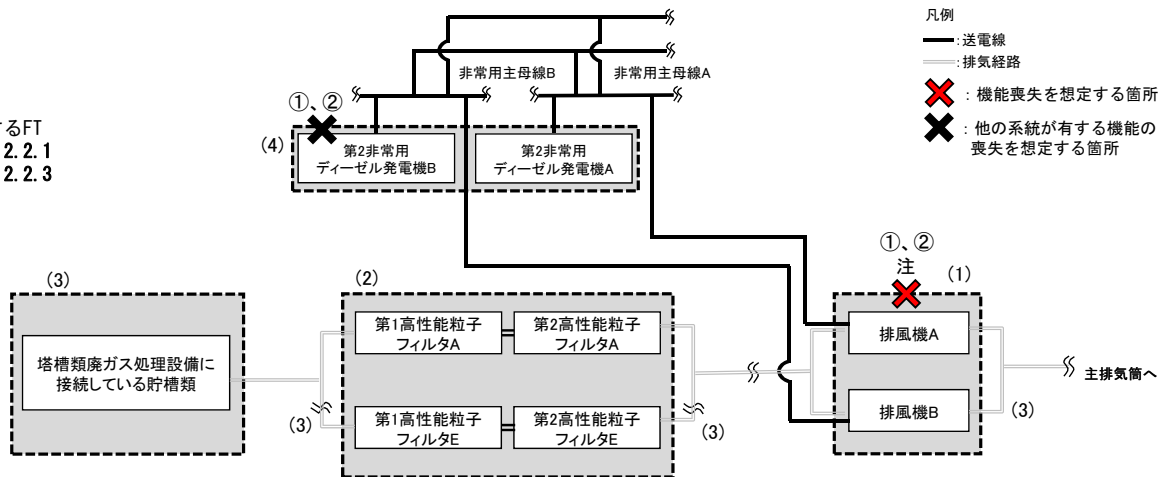 凡例
:送電線
:排気経路
:機能喪失を想定する箇所
:他の系統が有する機能の
喪失を想定する箇所
非常用主母線B
非常用主母線A
①、②
するFT
2.2.1
2.2.3
(4)
第2非常用
ディーゼル発電機B
第2非常用
ディーゼル発電機A
①、②
注
(1)
(3)
(2)
塔槽類廃ガス処理設備に
接続している貯槽類
第1高性能粒子
フィルタA
第2高性能粒子
フィルタA
排風機A
主排気筒へ
(3)
第1高性能粒子
フィルタE
第2高性能粒子
フィルタE
(3)
排風機B
(3)